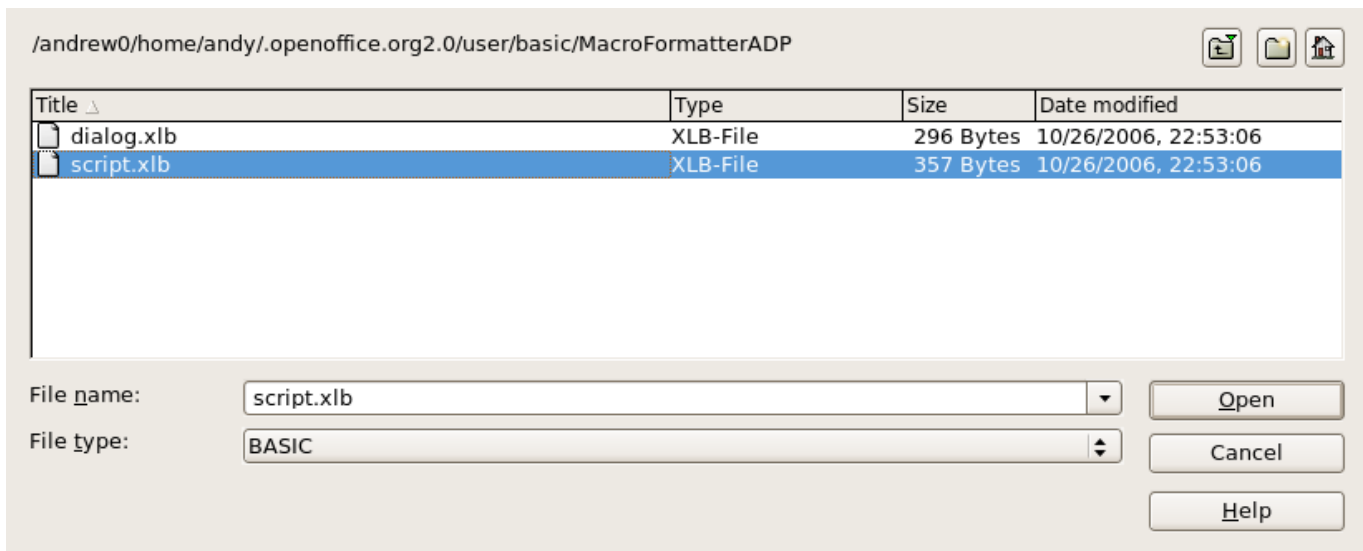 /andrew0/home/andy/.openoffice.org2.0/user/basic/MacroFormatterADP
Title Type Size Date modified
dialog.xlb XLB-File 296 Bytes 10/26/2006, 22:53:06
script.xlb XLB-File 357 Bytes 10/26/2006, 22:53:06
File name: script.xlb Open
File type: BASIC Cancel
Help